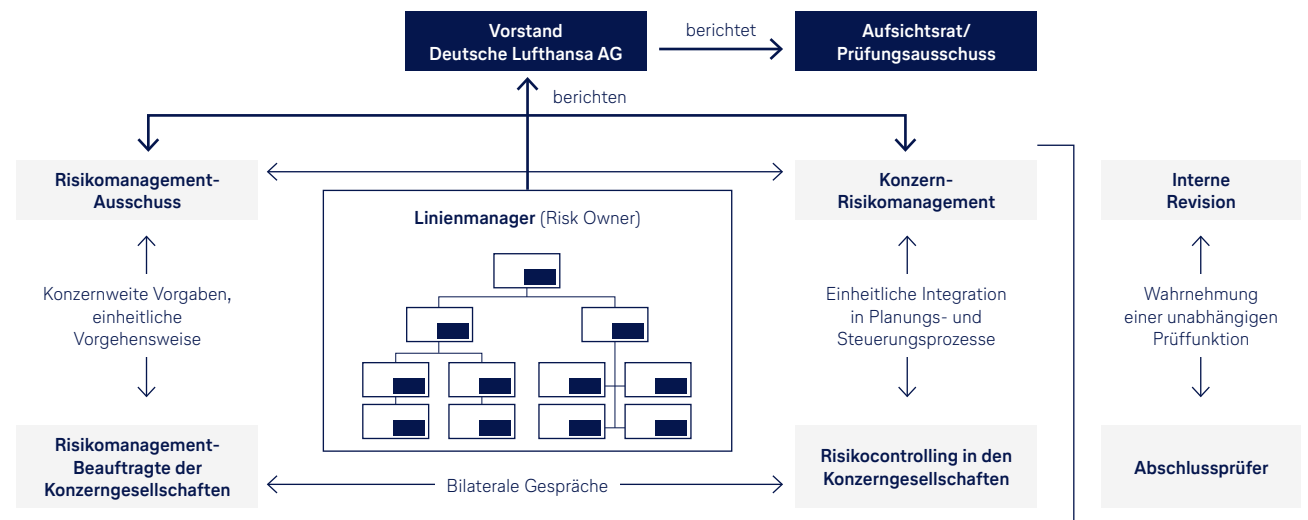 Vorstand
Deutsche Lufthansa AG
berichtet
Aufsichtsrat/
Prüfungsausschuss
berichten
Risikomanagement-
Ausschuss
Konzern-
Risikomanagement
Interne
Revision
Linienmanager (Risk Owner)
Konzernweite Vorgaben,
einheitliche
Vorgehensweise
Einheitliche Integration
in Planungs- und
Steuerungsprozesse
Wahrnehmung
einer unabhängigen
Prüffunktion
Risikomanagement-
Beauftragte der
Konzerngesellschaften
Bilaterale Gespräche
Risikocontrolling in den
Konzerngesellschaften
Abschlussprüfer